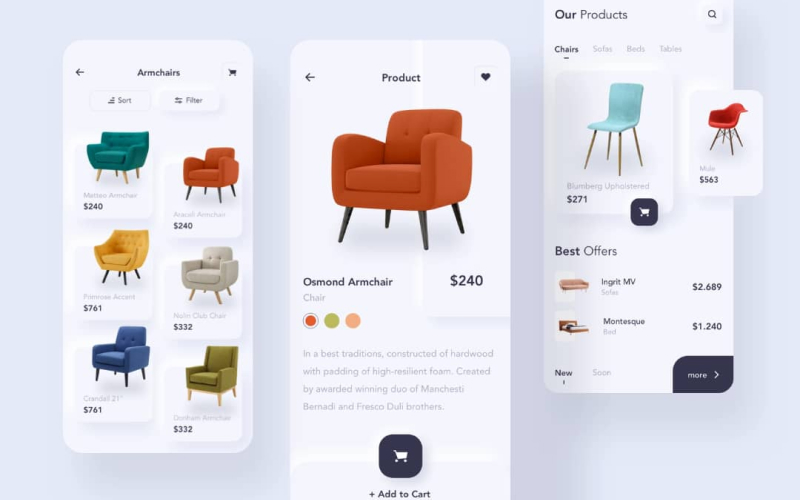 Armchairs
Sort
Filter
Matteo Armchair
$240
Araceli Armchair
$240
Primrose Accent
$761
Nutin Club Chair
$332
Crandall 21"
$761
Donham Armchair
$332
Product
Osmond Armchair
$240
Chair
In a best traditions, constructed of hardwood
with padding of high-resilient foam. Created
by awarded winning duo of Manchesti
Bernadi and Fresco Duli brothers.
+ Add to Cart
Our Products
Chairs Sofas Beds Tables
Blumberg Upholstered
$271
Mule
$563
Best Offers
Ingrit MV
Sofas
$2.689
Montesque
Bed
$1.240
New
Soon
more